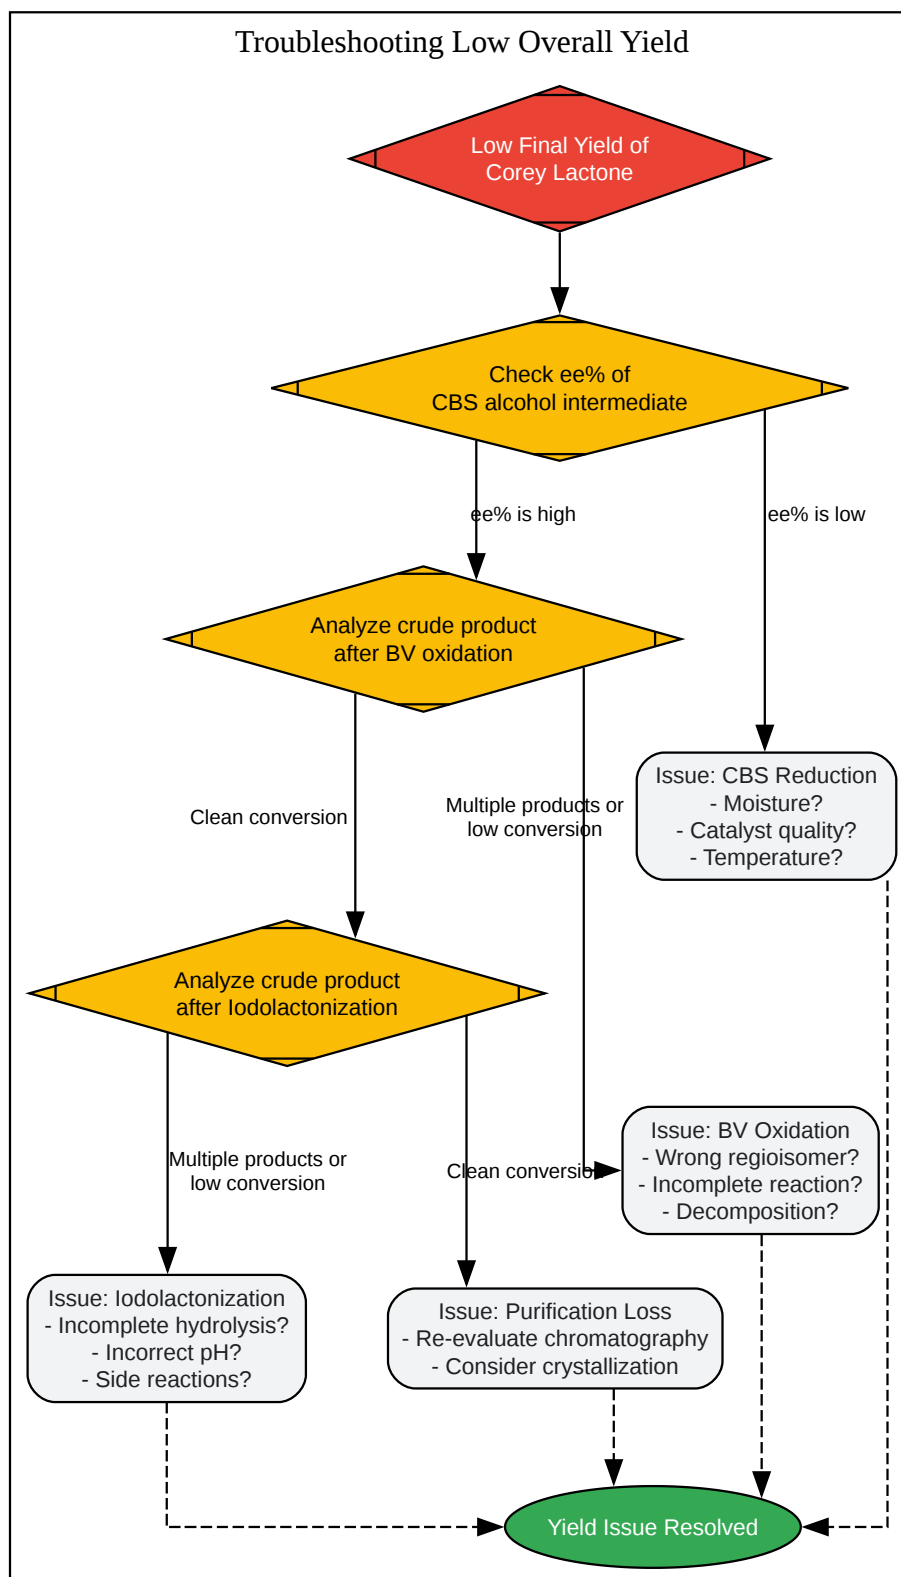 Troubleshooting Low Overall Yield
Low Final Yield of
Corey Lactone
Check ee% of
CBS alcohol intermediate
ee% is high
ee% is low
Analyze crude product
after BV oxidation
Issue: CBS Reduction
- Moisture?
- Catalyst quality?
- Temperature?
Clean conversion
Multiple products or
low conversion
Analyze crude product
after Iodolactonization
Issue: BV Oxidation
- Wrong regioisomer?
- Incomplete reaction?
- Decomposition?
Multiple products or
low conversion
Clean conversion
Issue: Iodolactonization
- Incomplete hydrolysis?
- Incorrect pH?
- Side reactions?
Issue: Purification Loss
- Re-evaluate chromatography
- Consider crystallization
Yield Issue Resolved